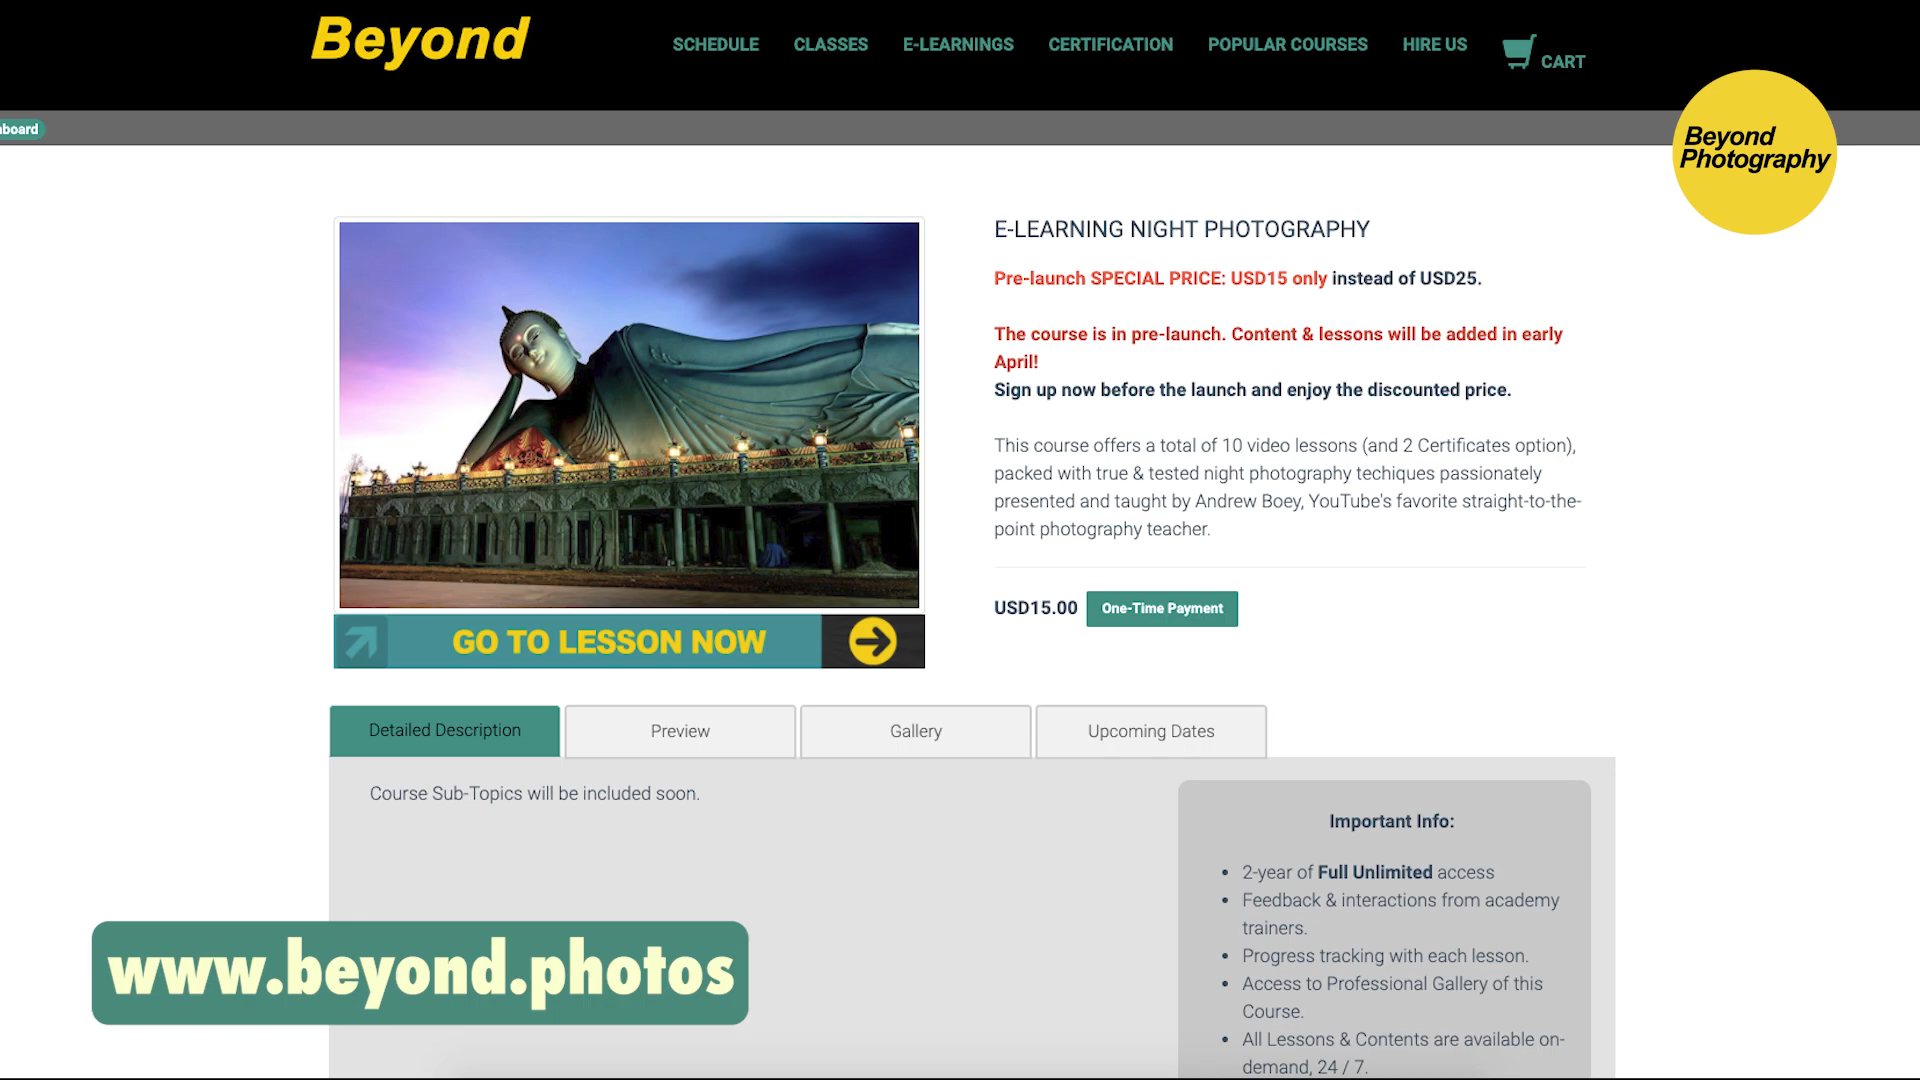 Beyond
SCHEDULE
CLASSES
E-LEARNINGS
CERTIFICATION
POPULAR COURSES
HIRE US
CART
board
Beyond
Photography
E-LEARNING NIGHT PHOTOGRAPHY
Pre-launch SPECIAL PRICE: USD15 only instead of USD25.
The course is in pre-launch. Content & lessons will be added in early
April!
Sign up now before the launch and enjoy the discounted price.
This course offers a total of 10 video lessons (and 2 Certificates option),
packed with true & tested night photography techiques passionately
presented and taught by Andrew Boey, YouTube's favorite straight-to-the-
point photography teacher.
USD15.00
One-Time Payment
GO TO LESSON NOW
Detailed Description
Preview
Gallery
Upcoming Dates
Course Sub-Topics will be included soon.
Important Info:
• 2-year of Full Unlimited access
• Feedback & interactions from academy
trainers.
• Progress tracking with each lesson.
• Access to Professional Gallery of this
Course.
• All Lessons & Contents are available on-
demand, 24 / 7.
www.beyond.photos